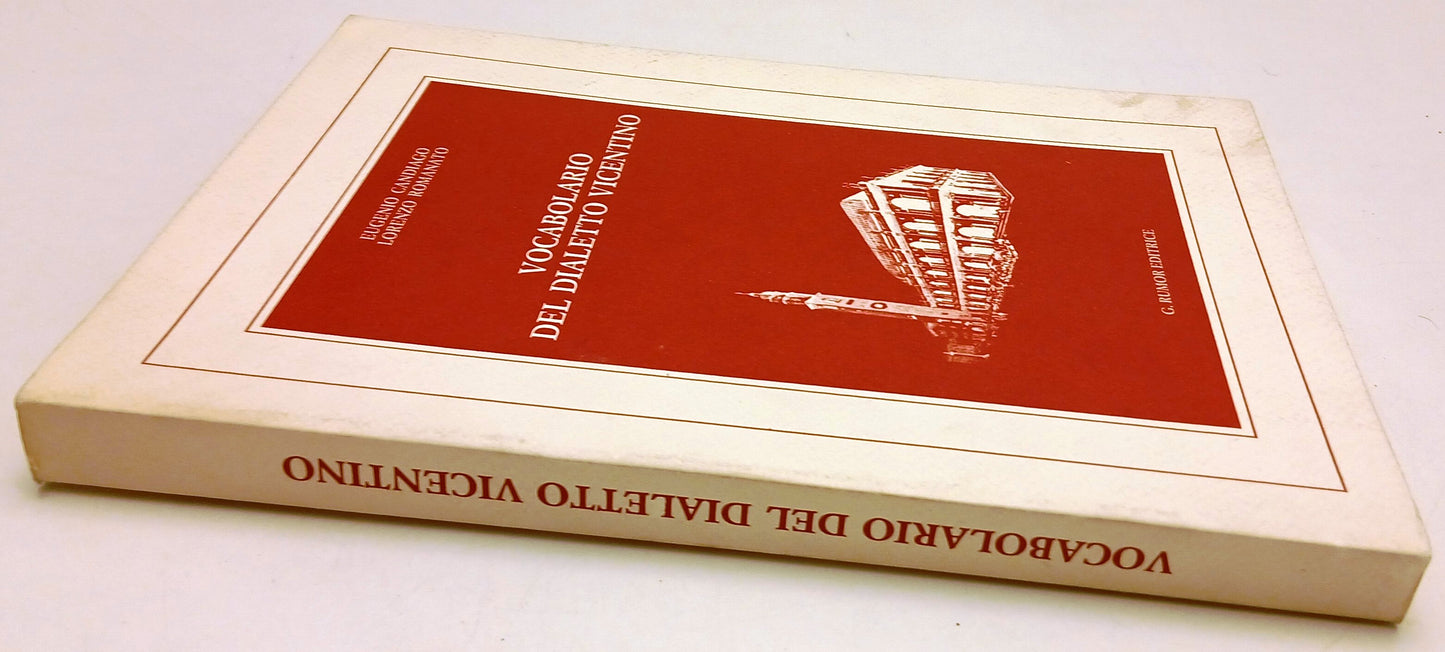 EUGENIO CANDIAGO
LORENZO ROMANATO
VOCABOLARIO
DEL DIALETTO VICENTINO
G. RUMOR EDITRICE
VOCABOLARIO DEL DIALETTO VICENTINO